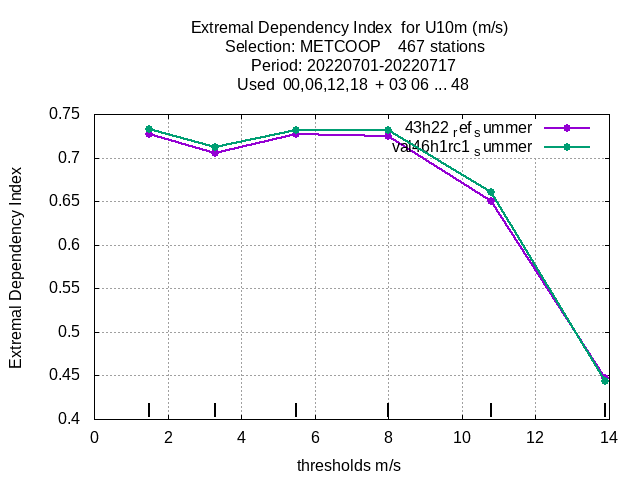 Extremal Dependency Index for U10m (m/s)
Selection: METCOOP 467 stations
Period: 20220701-20220717
Used 00,06,12,18 + 03 06 ... 48
0.75
0.7
0.65
0.6
0.55
0.5
0.45
0.4
Extremal Dependency Index
43h22 ref summer
val46h1rc1 summer
0 2 4 6 8 10 12 14
thresholds m/s